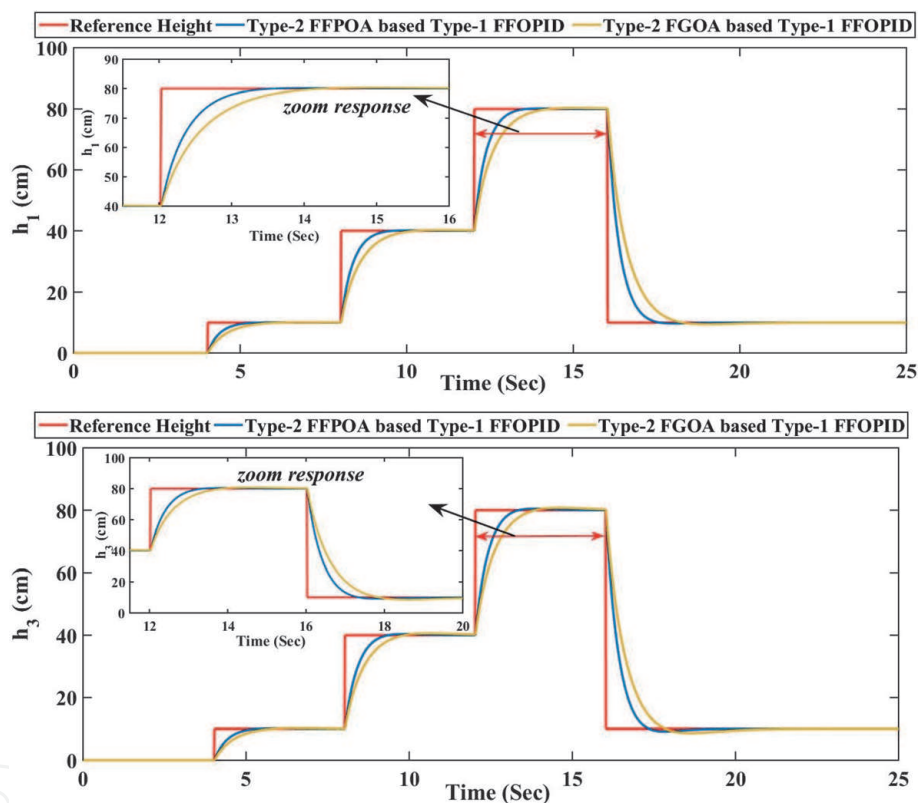 Reference Height Type-2 FFPOA based Type-1 FFOPID Type-2 FGOA based Type-1 FFOPID
100
80
60
40
20
0
h1 (cm)
0 5 10 15 20 25
Time (Sec)
90
80
70
60
50
40
h1 (cm)
zoom response
12 13 14 15 16
Time (Sec)
Reference Height Type-2 FFPOA based Type-1 FFOPID Type-2 FGOA based Type-1 FFOPID
100
80
60
40
20
0
h3 (cm)
0 5 10 15 20 25
Time (Sec)
100
80
60
40
20
0
h3 (cm)
zoom response
12 14 16 18 20
Time (Sec)